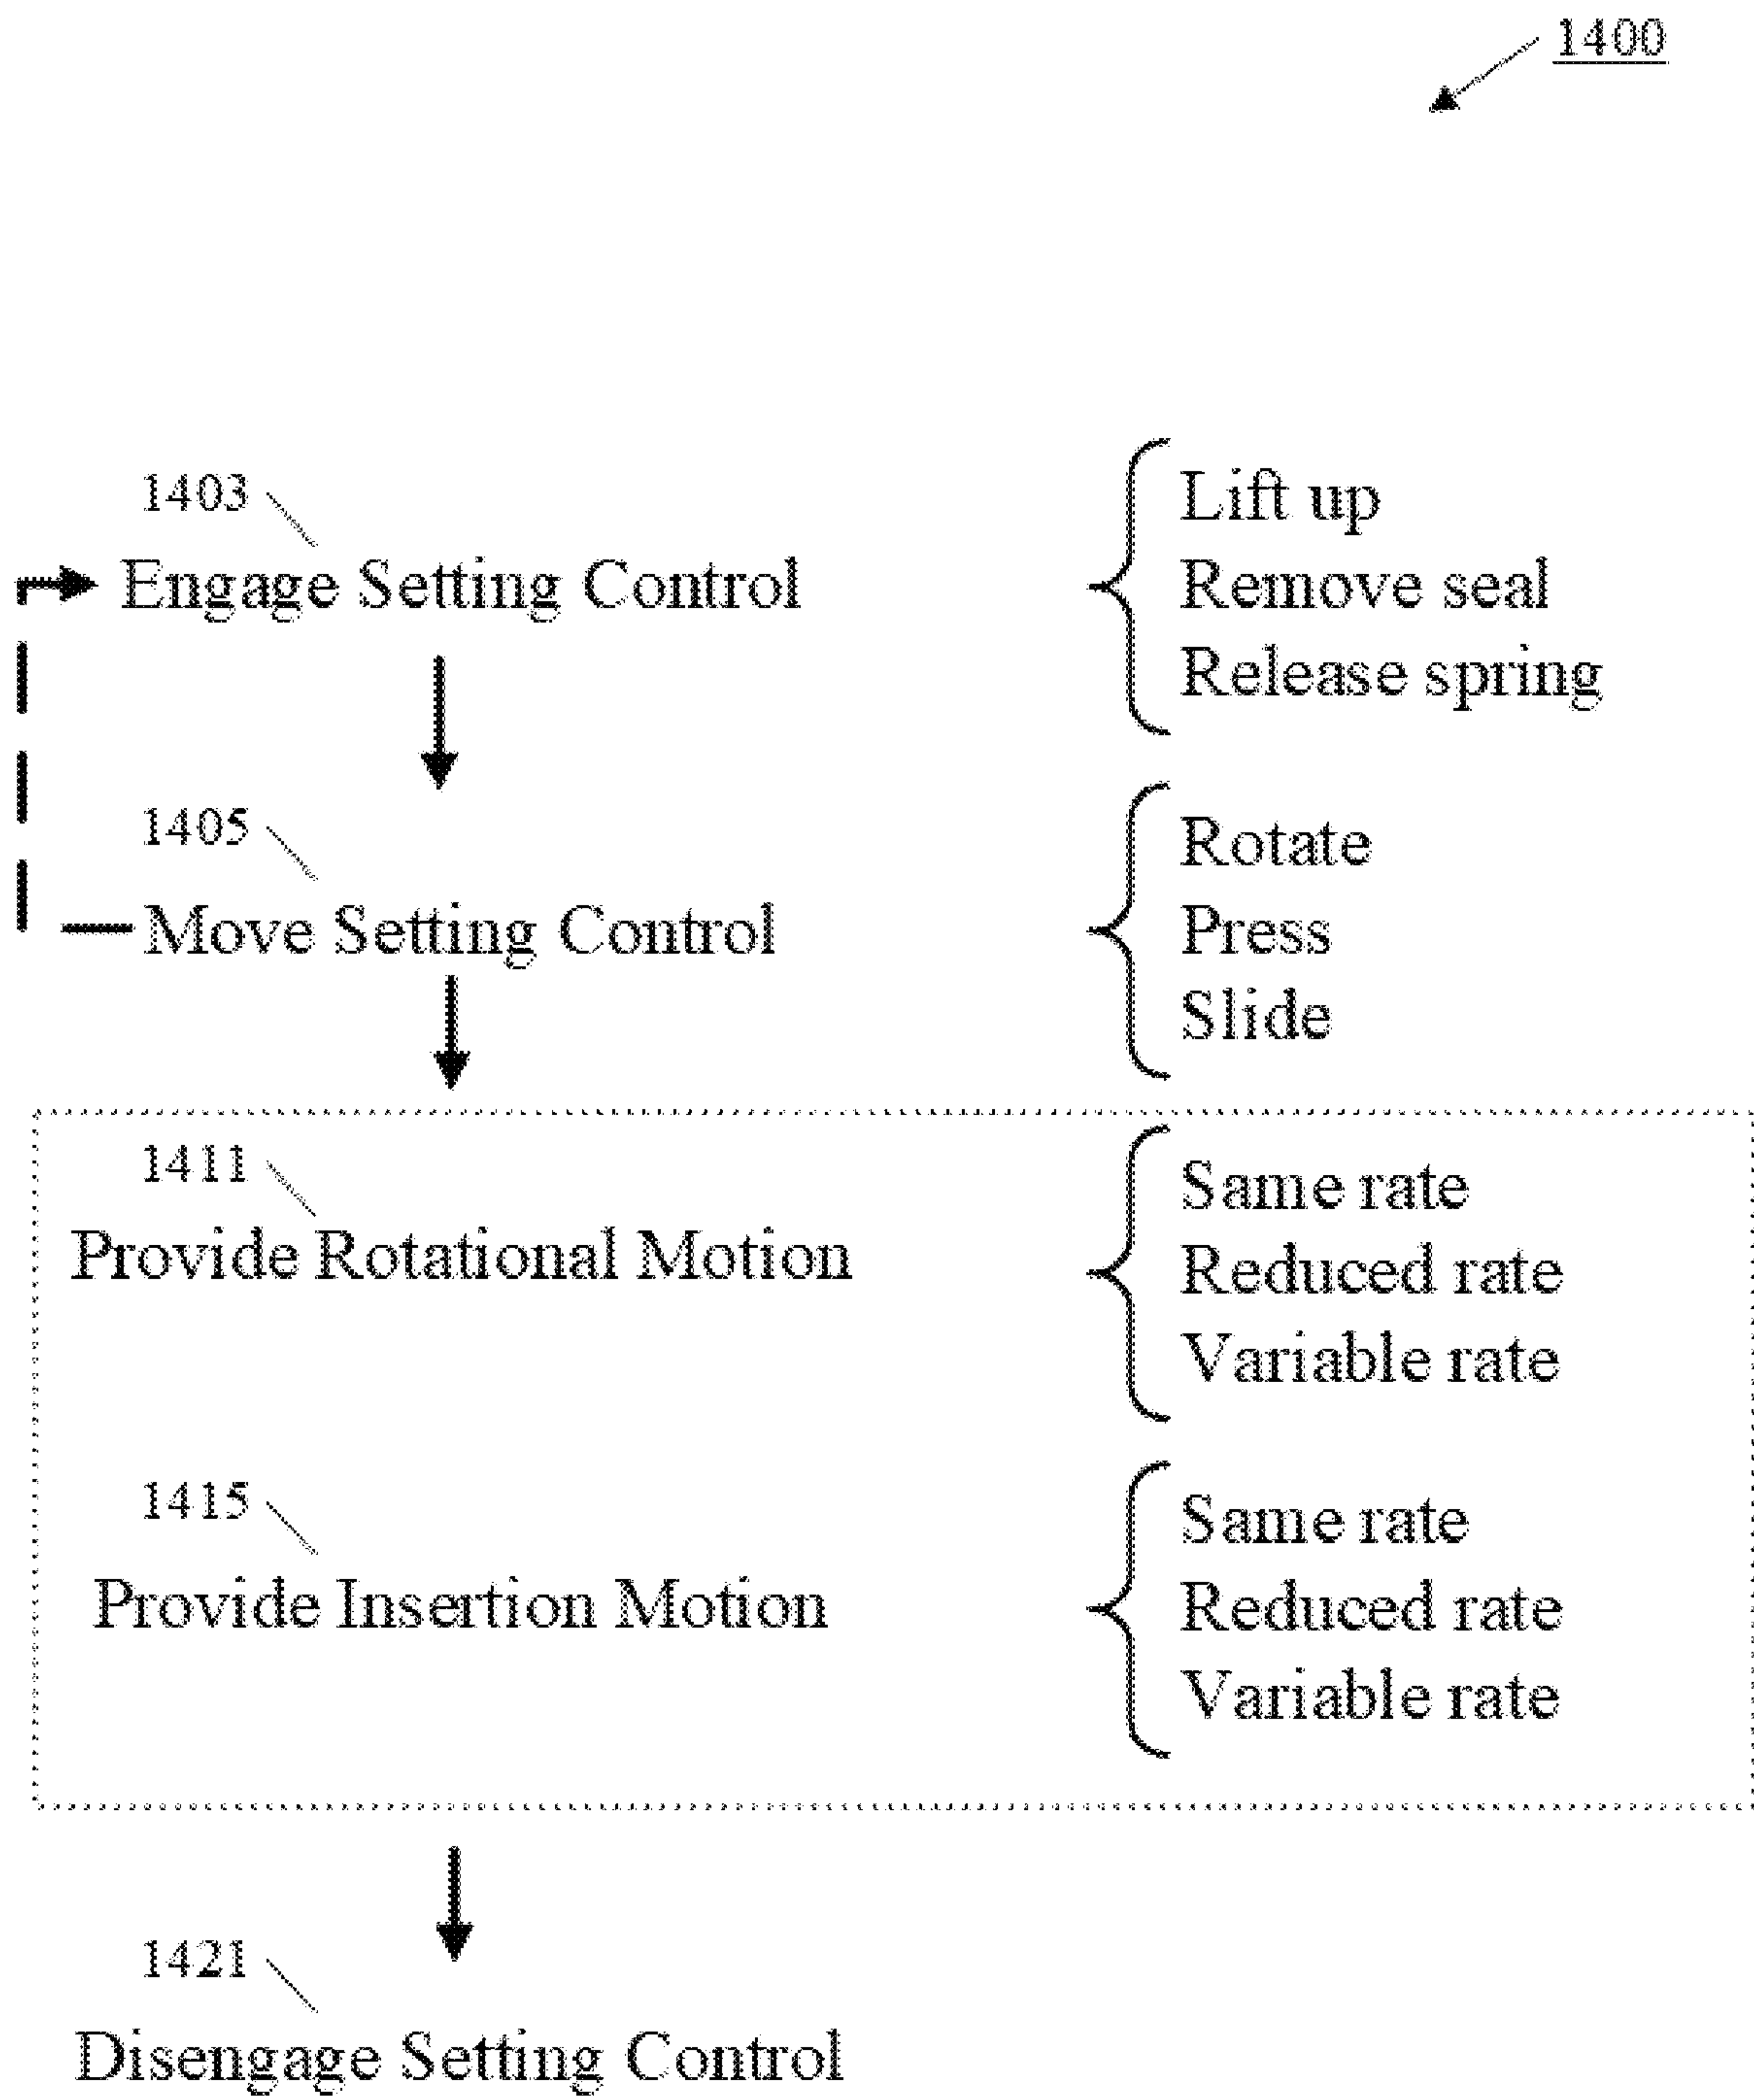 1400
1403
Engage Setting Control
Lift up
Remove seal
Release spring
1405
Move Setting Control
Rotate
Press
Slide
1411
Provide Rotational Motion
Same rate
Reduced rate
Variable rate
1415
Provide Insertion Motion
Same rate
Reduced rate
Variable rate
1421
Disengage Setting Control